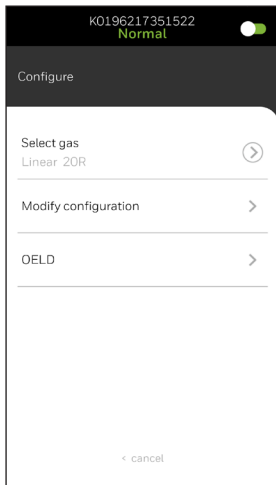 K0196217351522
Normal
Configure
Select gas
Linear 20R
Modify configuration
OELD
< cancel